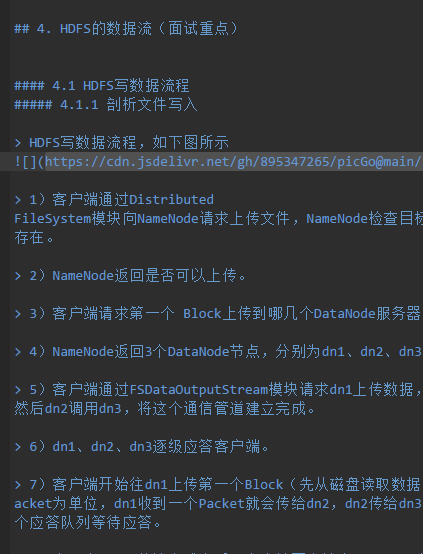 ## 4. HDFS的数据流（面试重点）
#### 4.1 HDFS写数据流程
##### 4.1.1 剖析文件写入
> HDFS写数据流程，如下图所示
![](https://cdn.jsdelivr.net/gh/895347265/picGo@main/
> 1）客户端通过Distributed
FileSystem模块向NameNode请求上传文件，NameNode检查目标
存在。
> 2）NameNode返回是否可以上传。
> 3）客户端请求第一个 Block上传到哪几个DataNode服务器
> 4）NameNode返回3个DataNode节点，分别为dn1、dn2、dn3
> 5）客户端通过FSDataOutputStream模块请求dn1上传数据，
然后dn2调用dn3，将这个通信管道建立完成。
> 6）dn1、dn2、dn3逐级应答客户端。
> 7）客户端开始往dn1上传第一个Block（先从磁盘读取数据
acket为单位，dn1收到一个Packet就会传给dn2，dn2传给dn3
个应答队列等待应答。